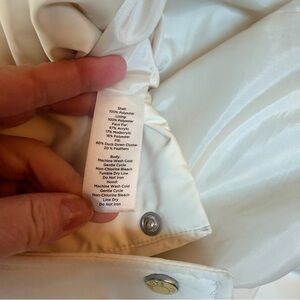 Shell
100% Polyester
Lining:
100% Polyester
Faux Fur
67% Acrylic
17% Modacrylic
16% Polyester
Fill
80% Duck Down Cluster
20 % Feathers
Body:
Machine Wash Cold
Gentle Cycle
Non-Chlorine Bleach
Tumble Dry Low
Do Not Iron
Hood:
Machine Wash Cold
Gentle Cycle
Non-Chlorine Bleach
Line Dry
Do Not Iron